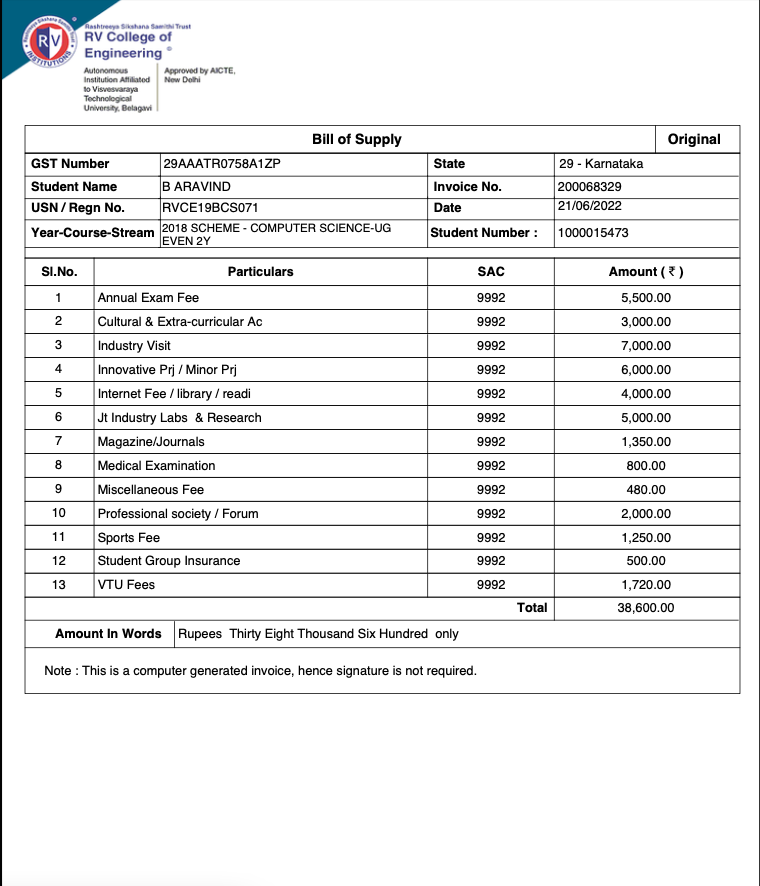 Rashtreeya Sikshana Samithi Trust
RV College of
Engineering
Autonomous
Institution Affiliated
to Visvesvaraya
Technological
University, Belagavi
Approved by AICTE,
New Delhi
RV
INSTITUTIONS
Bill of Supply Original
GST Number 29AAATR0758A1ZP State 29 - Karnataka
Student Name B ARAVIND Invoice No. 200068329
USN / Regn No. RVCE19BCS071 Date 21/06/2022
Year-Course-Stream 2018 SCHEME - COMPUTER SCIENCE-UG
EVEN 2Y Student Number : 1000015473
Sl.No. Particulars SAC Amount ( ₹ )
1 Annual Exam Fee 9992 5,500.00
2 Cultural & Extra-curricular Ac 9992 3,000.00
3 Industry Visit 9992 7,000.00
4 Innovative Prj / Minor Prj 9992 6,000.00
5 Internet Fee / library / readi 9992 4,000.00
6 Jt Industry Labs & Research 9992 5,000.00
7 Magazine/Journals 9992 1,350.00
8 Medical Examination 9992 800.00
9 Miscellaneous Fee 9992 480.00
10 Professional society / Forum 9992 2,000.00
11 Sports Fee 9992 1,250.00
12 Student Group Insurance 9992 500.00
13 VTU Fees 9992 1,720.00
Total 38,600.00
Amount In Words Rupees Thirty Eight Thousand Six Hundred only
Note : This is a computer generated invoice, hence signature is not required.